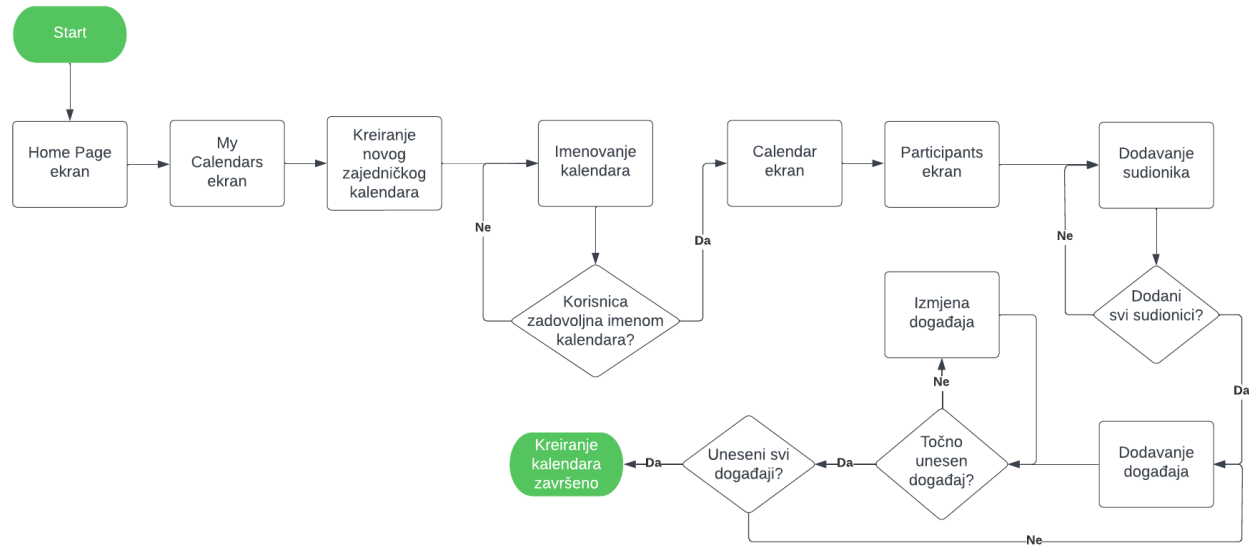 Start
Home Page
ekran
My
Calendars
ekran
Kreiranje
novog
zajedničkog
kalendara
Imenovanje
kalendara
Calendar
ekran
Participants
ekran
Dodavanje
sudionika
Ne
Da
Ne
Korisnica
zadovoljna imenom
kalendara?
Izmjena
događaja
Dodani
svi sudionici?
Ne
Da
Kreiranje
kalendara
završeno
Da
Uneseni svi
događaji?
Da
Točno
unesen
događaj?
Dodavanje
događaja
Ne